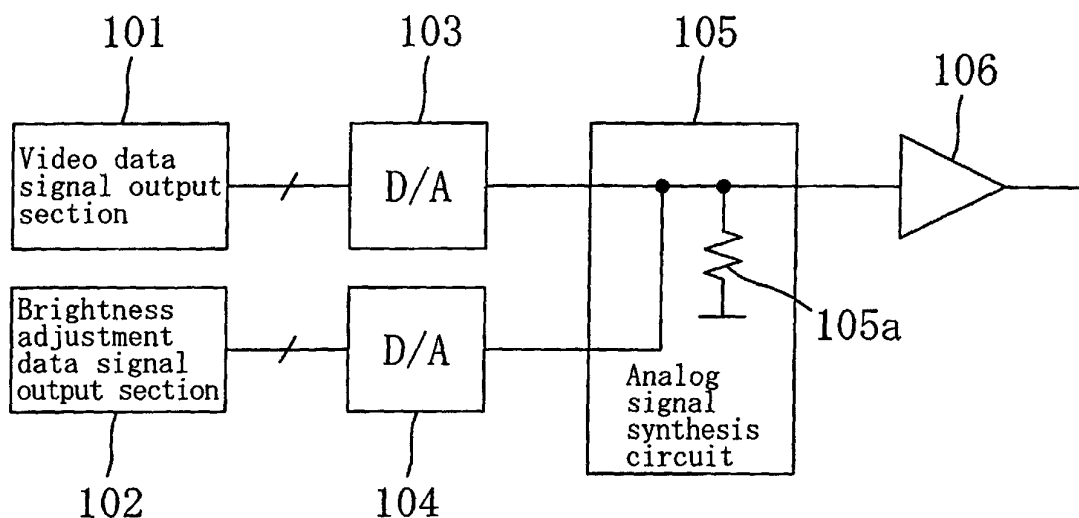 101
103
105
106
Video data
signal output
section
D/A
105a
Brightness
adjustment
data signal
output section
D/A
Analog
signal
synthesis
circuit
102
104